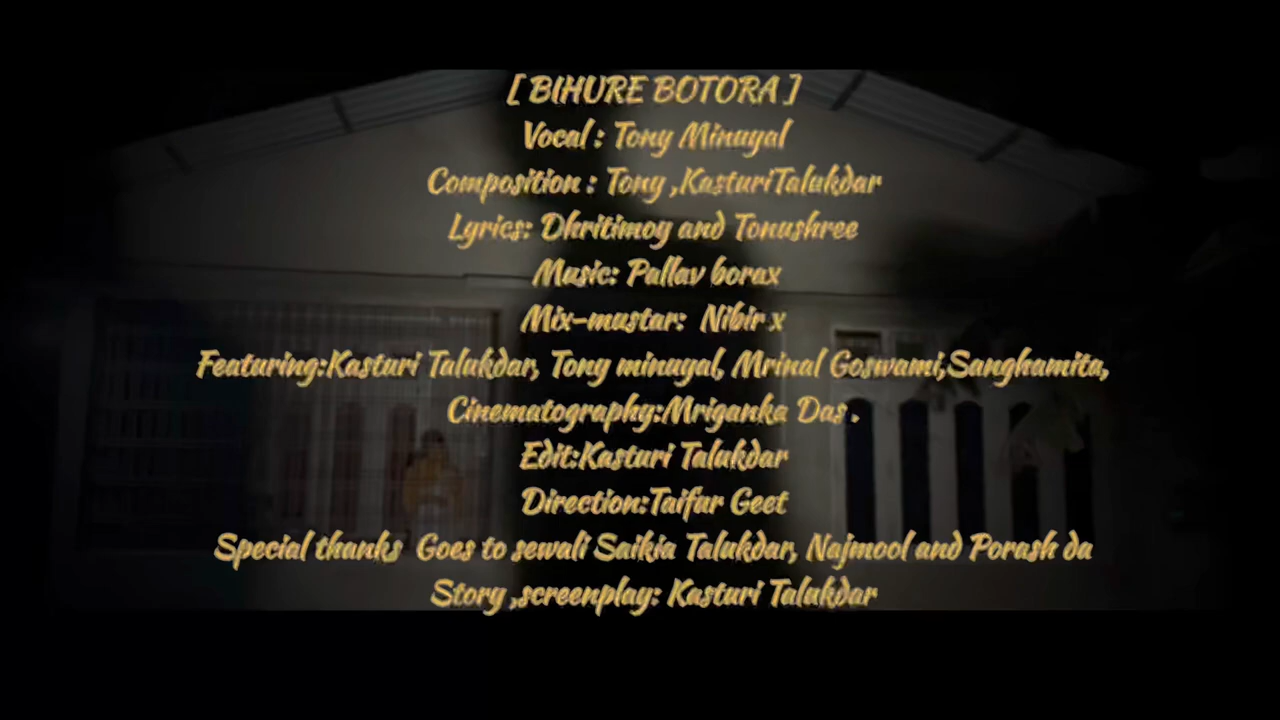 [ BIHURE BOTORA ]
Vocal : Tony Minuyal
Composition : Tony ,KasturiTalukdar
Lyrics: Dhritimoy and Tonushree
Music: Pallav borax
Mix-mustar: Nibir x
Featuring:Kasturi Talukdar, Tony minuyal, Mrinal Goswami,Sanghamita,
Cinematography:Mriganka Das .
Edit:Kasturi Talukdar
Direction:Taifur Geet
Special thanks Goes to sewali Saikia Talukdar, Najmool and Porash da
Story ,screenplay: Kasturi Talukdar